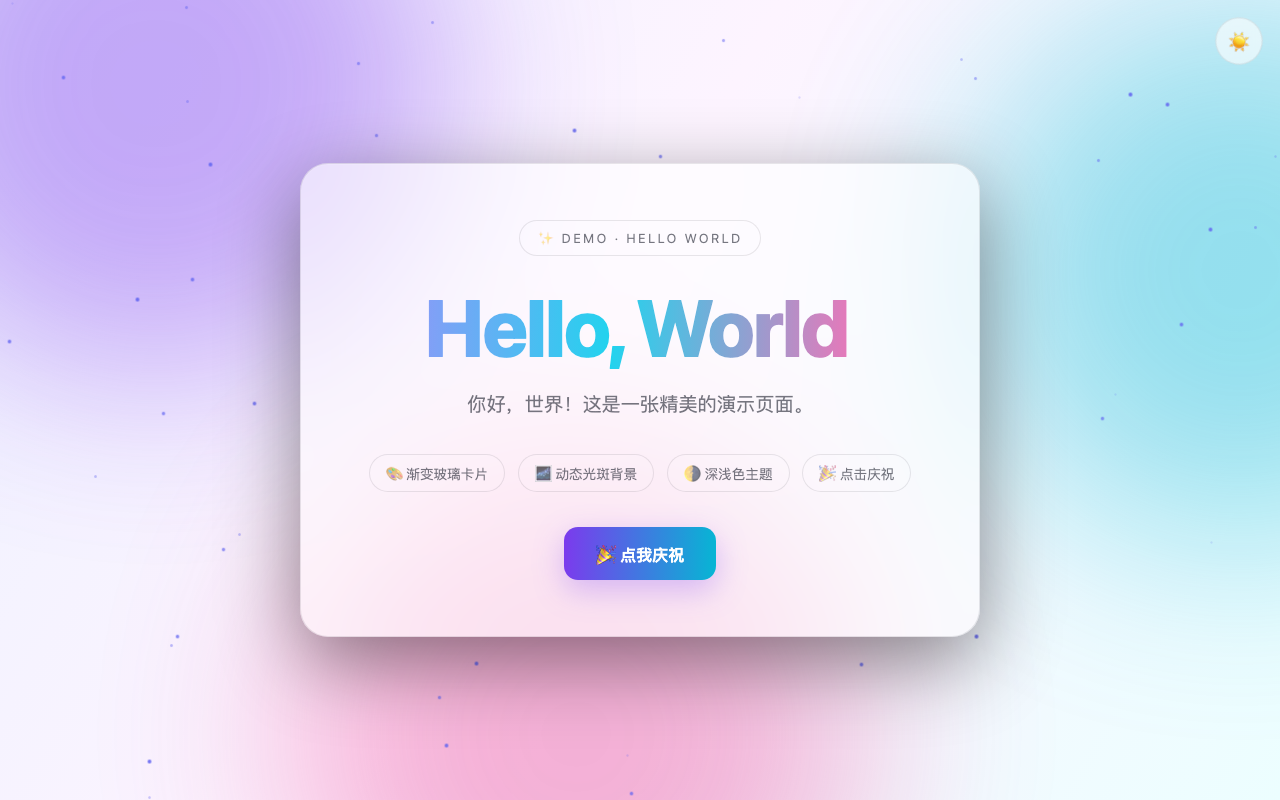 ✨ DEMO · HELLO WORLD
Hello, World
你好，世界！这是一张精美的演示页面。
🎨 渐变玻璃卡片 🌌 动态光斑背景 🌗 深浅色主题 🎉 点击庆祝
🎉 点我庆祝